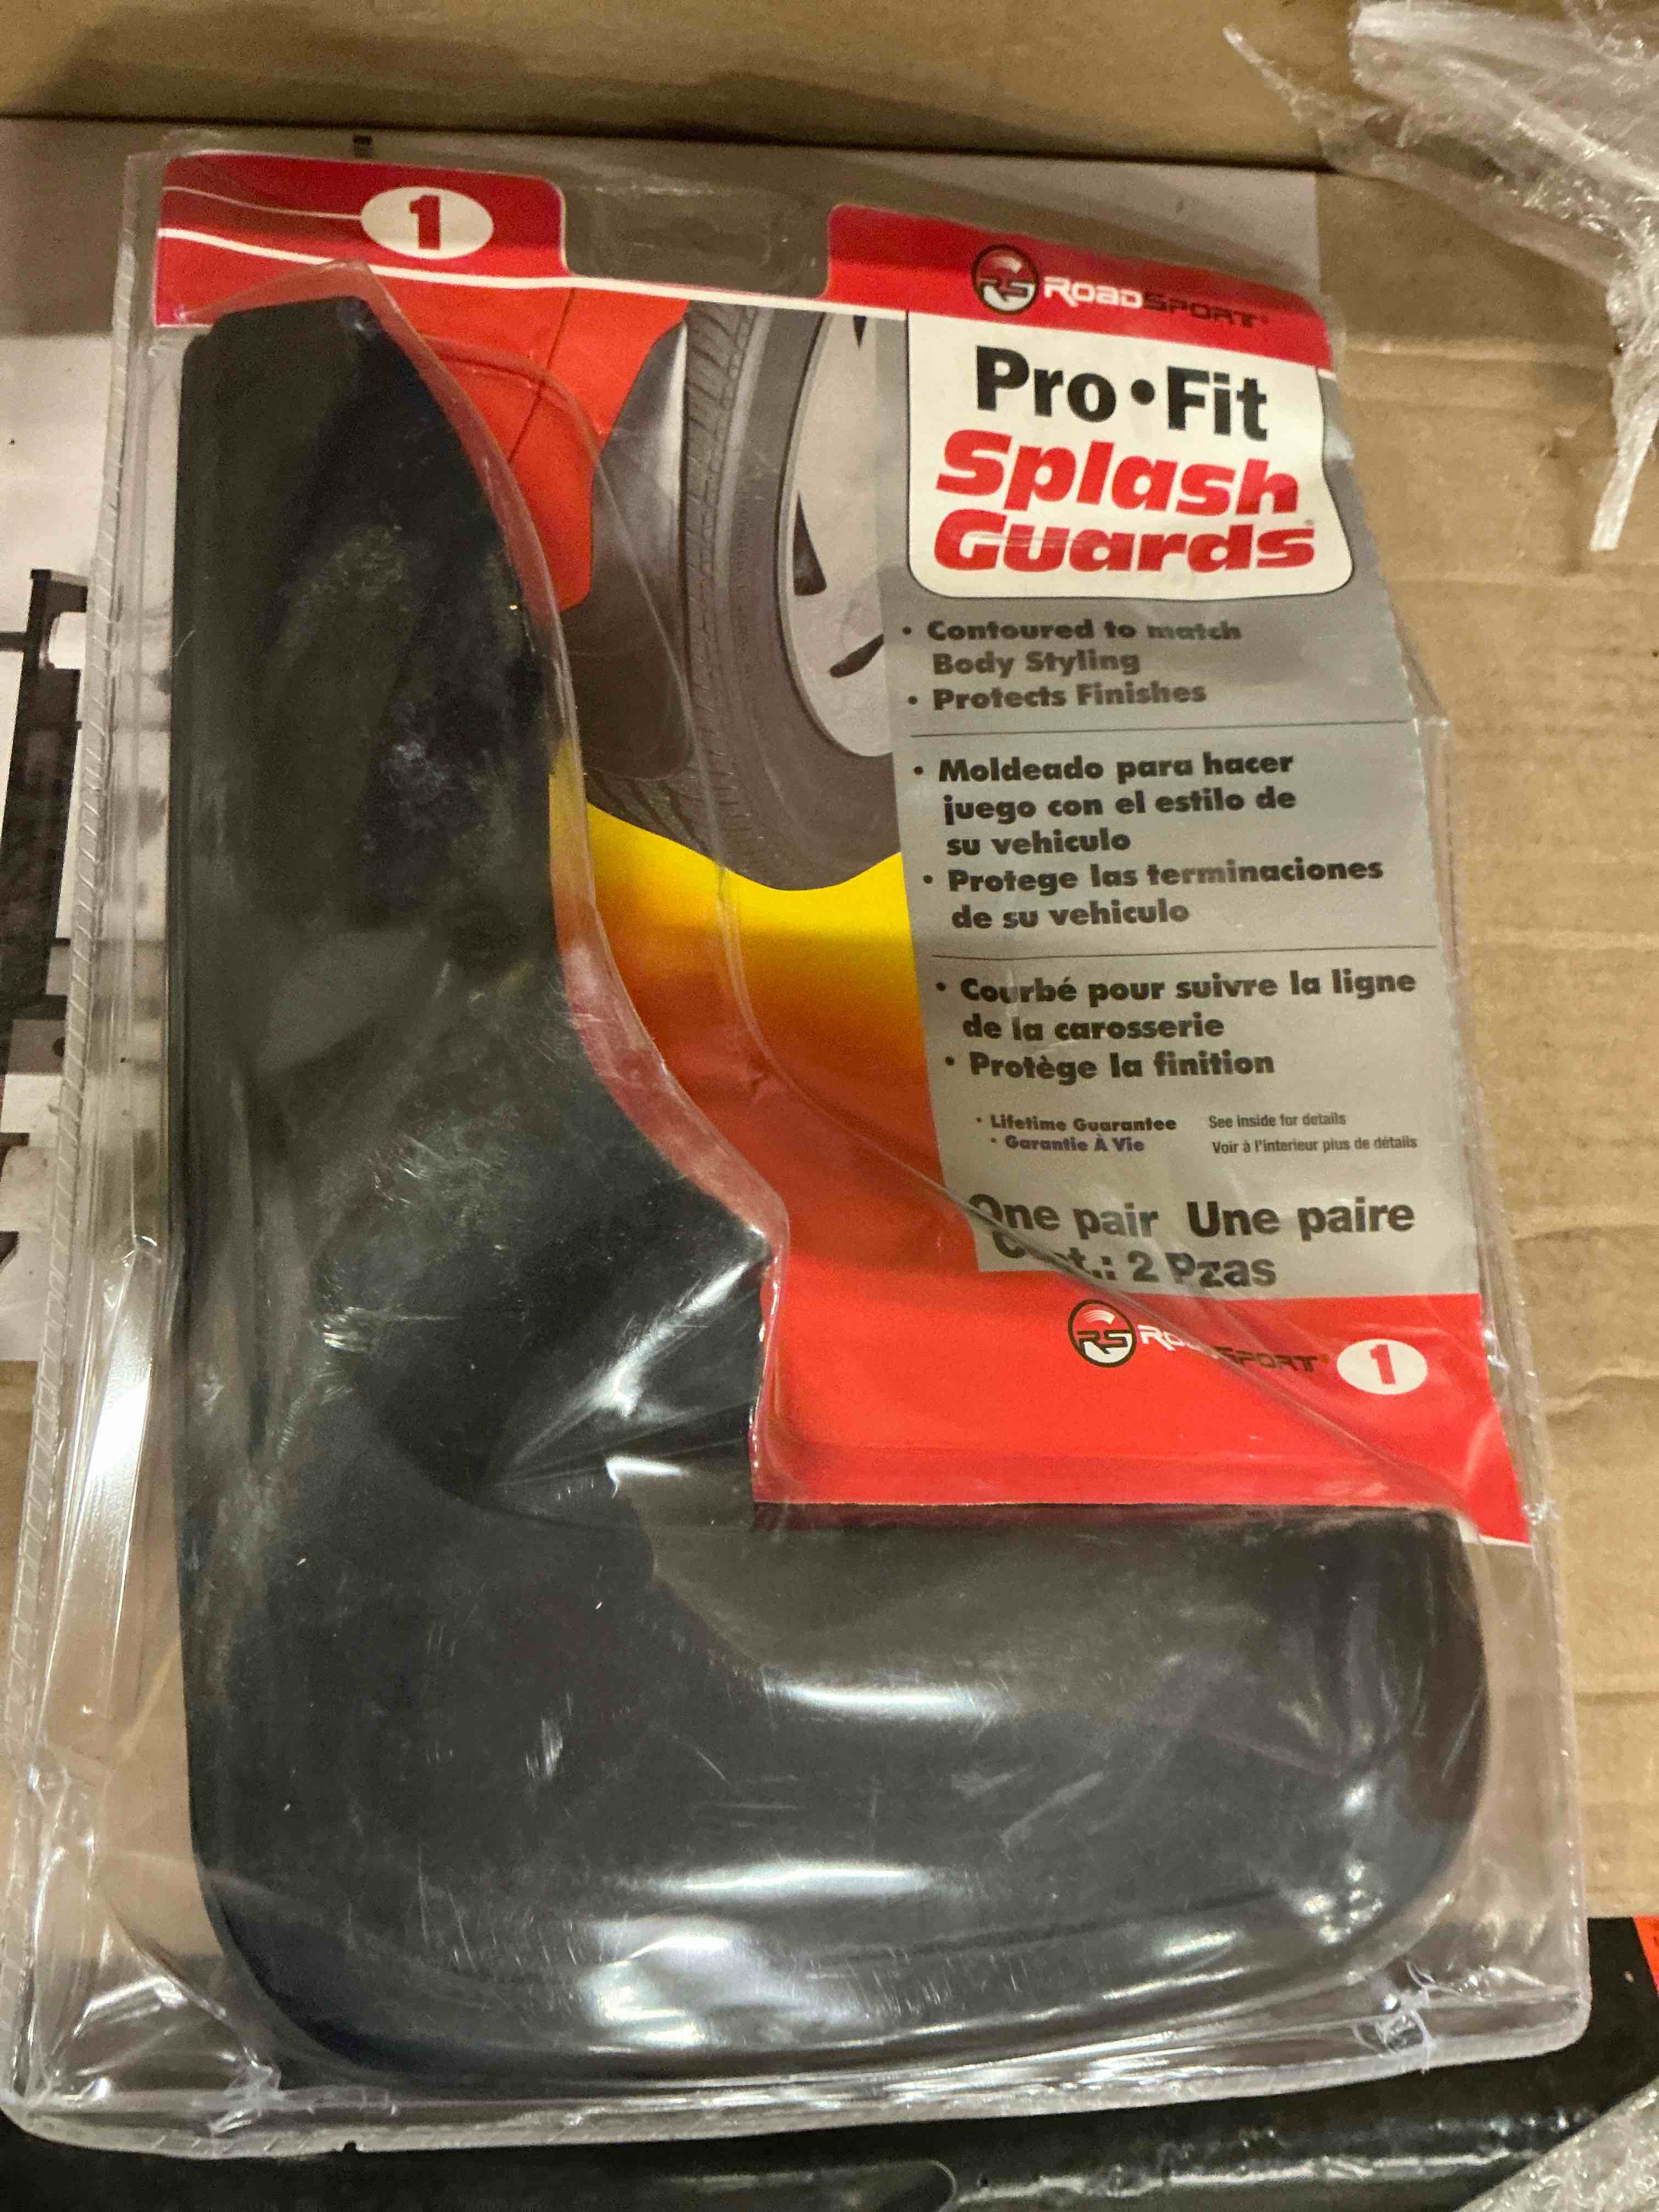 1
RS ROADSPORT®
Pro•Fit
Splash
Guards®
• Contoured to match
Body Styling
• Protects Finishes
• Moldeado para hacer
juego con el estilo de
su vehiculo
• Protege las terminaciones
de su vehiculo
• Courbé pour suivre la ligne
de la carosserie
• Protège la finition
• Lifetime Guarantee See inside for details
• Garantie À Vie Voir à l'interieur plus de détails
One pair Une paire
Cont.: 2 Pzas
RS ROADSPORT® 1